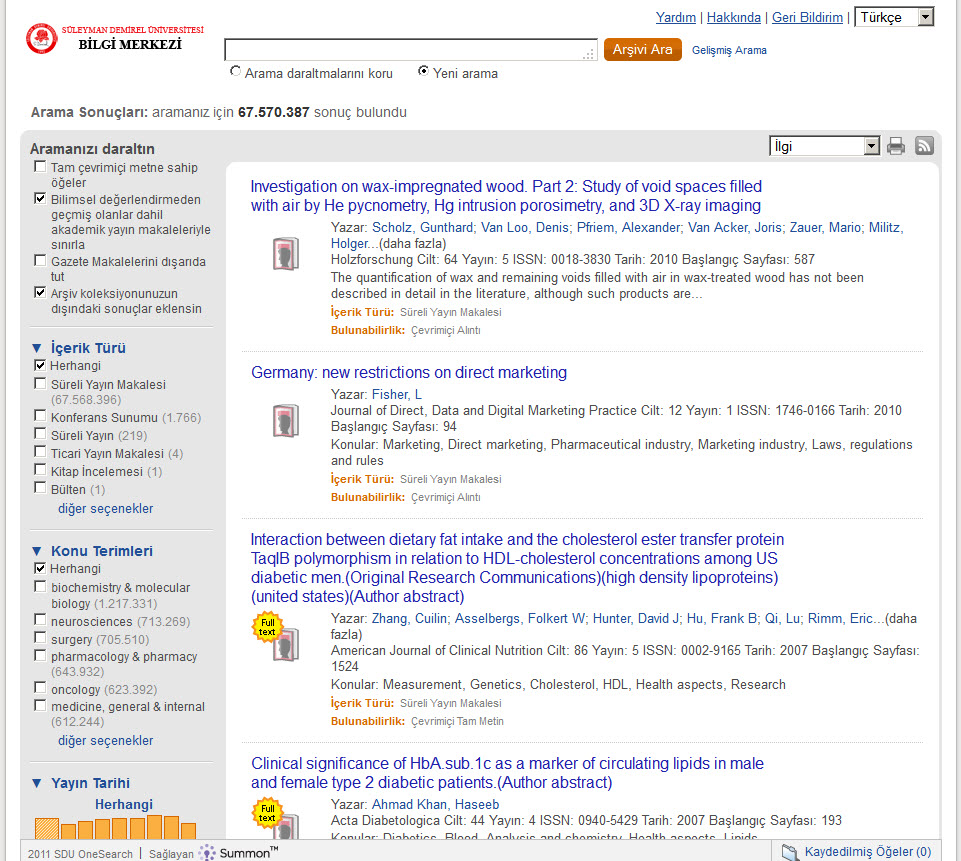 Yardım | Hakkında | Geri Bildirim | Türkçe
SÜLEYMAN DEMİREL ÜNİVERSİTESİ
BİLGİ MERKEZİ
Arşivi Ara
Gelişmiş Arama
Arama daraltmalarını koru
Yeni arama
Arama Sonuçları: aramanız için 67.570.387 sonuç bulundu
Aramanızı daraltın
Tam çevrimiçi metne sahip
öğeler
Bilimsel değerlendirmeden
geçmiş olanlar dahil
akademik yayın makaleleriyle
sınırla
Gazete Makalelerini dışarıda
tut
Arşiv koleksiyonunuzun
dışındaki sonuçlar eklensin
İçerik Türü
Herhangi
Süreli Yayın Makalesi
(67.568.396)
Konferans Sunumu (1.766)
Süreli Yayın (219)
Ticari Yayın Makalesi (4)
Kitap İncelemesi (1)
Bülten (1)
diğer seçenekler
Konu Terimleri
Herhangi
biochemistry & molecular
biology (1.217.331)
neurosciences (713.269)
surgery (705.510)
pharmacology & pharmacy
(643.932)
oncology (623.392)
medicine, general & internal
(612.244)
diğer seçenekler
Yayın Tarihi
Herhangi
İlgi
Investigation on wax-impregnated wood. Part 2: Study of void spaces filled
with air by He pycnometry, Hg intrusion porosimetry, and 3D X-ray imaging
Yazar: Scholz, Gunthard; Van Loo, Denis; Pfriem, Alexander; Van Acker, Joris; Zauer, Mario; Militz,
Holger...(daha fazla)
Holzforschung Cilt: 64 Yayın: 5 ISSN: 0018-3830 Tarih: 2010 Başlangıç Sayfası: 587
The quantification of wax and remaining voids filled with air in wax-treated wood has not been
described in detail in the literature, although such products are...
İçerik Türü: Süreli Yayın Makalesi
Bulunabilirlik: Çevrimiçi Alıntı
Germany: new restrictions on direct marketing
Yazar: Fisher, L
Journal of Direct, Data and Digital Marketing Practice Cilt: 12 Yayın: 1 ISSN: 1746-0166 Tarih: 2010
Başlangıç Sayfası: 94
Konular: Marketing, Direct marketing, Pharmaceutical industry, Marketing industry, Laws, regulations
and rules
İçerik Türü: Süreli Yayın Makalesi
Bulunabilirlik: Çevrimiçi Alıntı
Interaction between dietary fat intake and the cholesterol ester transfer protein
TaqlB polymorphism in relation to HDL-cholesterol concentrations among US
diabetic men.(Original Research Communications)(high density lipoproteins)
(united states)(Author abstract)
Full
text
Yazar: Zhang, Cuilin; Asselbergs, Folkert W; Hunter, David J; Hu, Frank B; Qi, Lu; Rimm, Eric...(daha
fazla)
American Journal of Clinical Nutrition Cilt: 86 Yayın: 5 ISSN: 0002-9165 Tarih: 2007 Başlangıç Sayfası:
1524
Konular: Measurement, Genetics, Cholesterol, HDL, Health aspects, Research
İçerik Türü: Süreli Yayın Makalesi
Bulunabilirlik: Çevrimiçi Tam Metin
Clinical significance of HbA.sub.1c as a marker of circulating lipids in male
and female type 2 diabetic patients.(Author abstract)
Full
text
Yazar: Ahmad Khan, Haseeb
Acta Diabetologica Cilt: 44 Yayın: 4 ISSN: 0940-5429 Tarih: 2007 Başlangıç Sayfası: 193
Konular: Diabetics, Blood, Analysis and chemistry, Health aspects, Lipids
2011 SDU OneSearch | Sağlayan Summon™
Kaydedilmiş Öğeler (0)